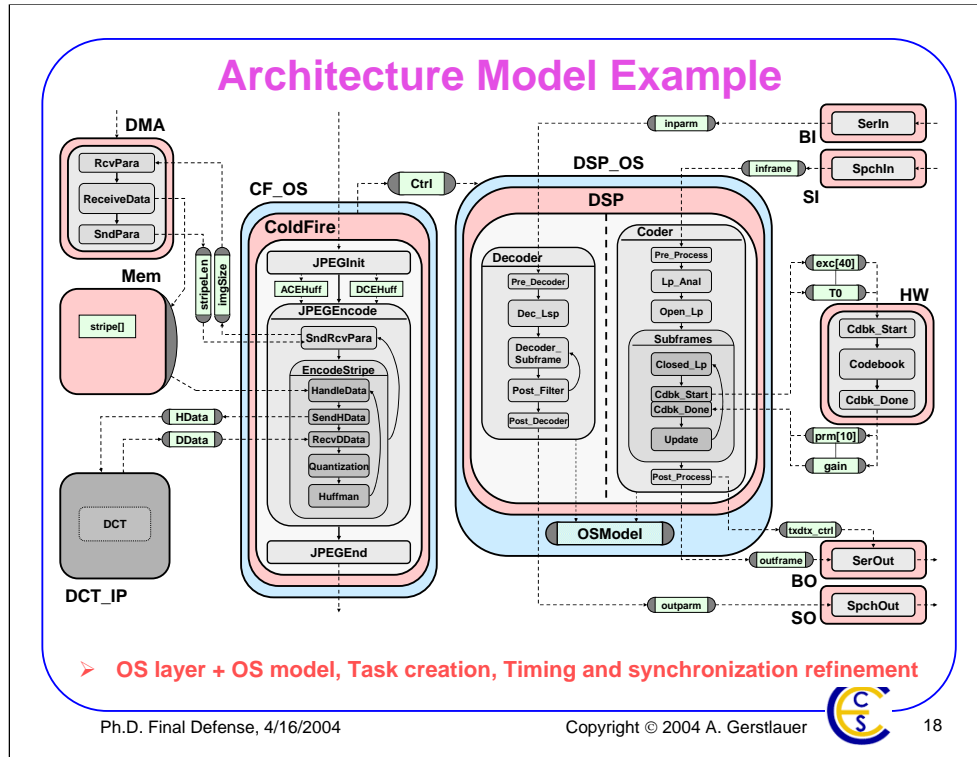 Architecture Model Example
DMA
RcvPara
ReceiveData
SndPara
Mem
stripe[]
stripeLen
imgSize
HData
DData
DCT
DCT_IP
CF_OS
ColdFire
JPEGInit
ACEHuff
DCEHuff
JPEGEncode
SndRcvPara
EncodeStripe
HandleData
SendHData
RecvDData
Quantization
Huffman
JPEGEnd
Ctrl
DSP_OS
DSP
Decoder
Pre_Decoder
Dec_Lsp
Decoder_
Subframe
Post_Filter
Post_Decoder
Coder
Pre_Process
Lp_Anal
Open_Lp
Subframes
Closed_Lp
Cdbk_Start
Cdbk_Done
Update
Post_Process
OSModel
inparm
BI
SerIn
inframe
SI
SpchIn
exc[40]
T0
HW
Cdbk_Start
Codebook
Cdbk_Done
prm[10]
gain
txdtx_ctrl
outframe
BO
SerOut
outparm
SO
SpchOut
➢ OS layer + OS model, Task creation, Timing and synchronization refinement
Ph.D. Final Defense, 4/16/2004
Copyright © 2004 A. Gerstlauer
C
E
S
18